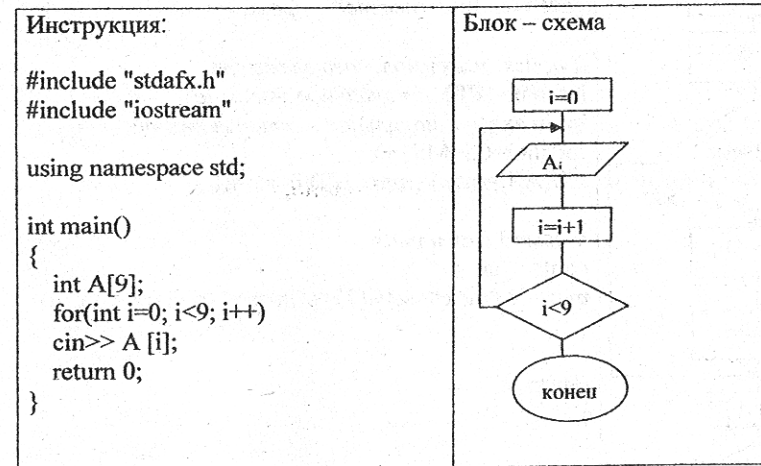 Инструкция:
#include "stdafx.h"
#include "iostream"
using namespace std;
int main()
{
int A[9];
for(int i=0; i<9; i++)
cin>> A [i];
return 0;
}
Блок – схема
i=0
Ai
i=i+1
i<9
конец